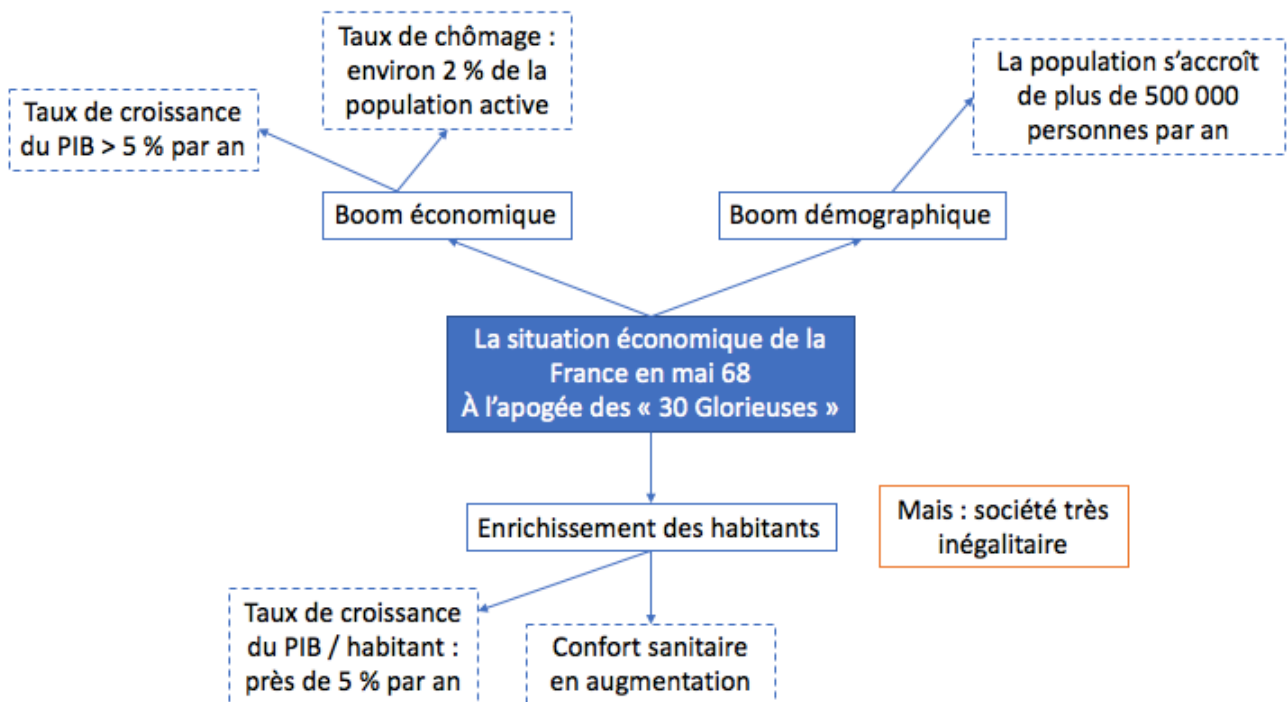 Taux de chômage :
environ 2 % de la
population active
Taux de croissance
du PIB > 5 % par an
La population s’accroît
de plus de 500 000
personnes par an
Boom économique
Boom démographique
La situation économique de la
France en mai 68
À l’apogée des « 30 Glorieuses »
Enrichissement des habitants
Mais : société très
inégalitaire
Taux de croissance
du PIB / habitant :
près de 5 % par an
Confort sanitaire
en augmentation